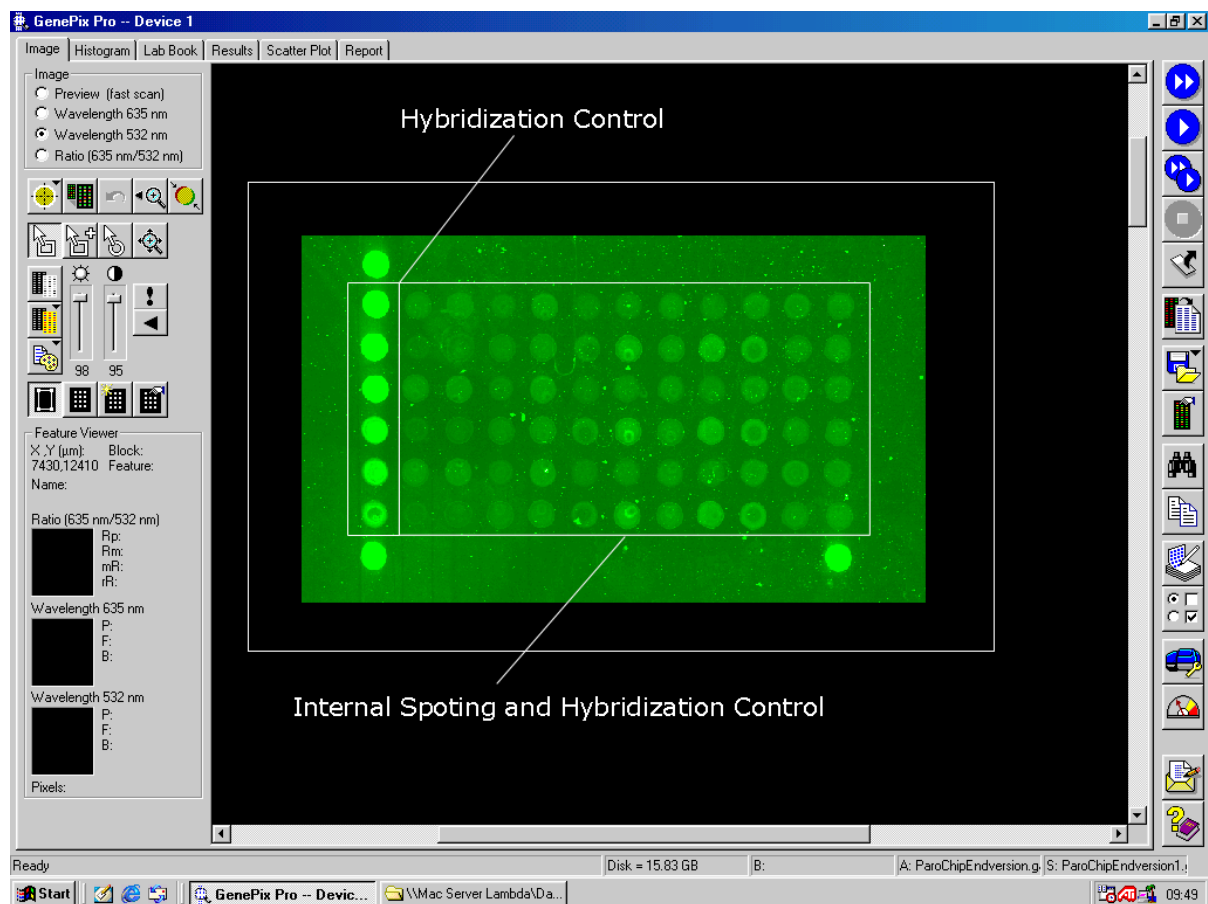 GenePix Pro -- Device 1
Image Histogram Lab Book Results Scatter Plot Report
Image
Preview (fast scan)
Wavelength 635 nm
Wavelength 532 nm
Ratio (635 nm/532 nm)
98 95
Feature Viewer
X ,Y (µm): Block:
7430,12410 Feature:
Name:
Ratio (635 nm/532 nm)
Rp:
Rm:
mR:
rR:
Wavelength 635 nm
P:
F:
B:
Wavelength 532 nm
P:
F:
B:
Pixels:
Hybridization Control
Internal Spoting and Hybridization Control
Ready Disk = 15.83 GB B: A: ParoChipEndversion.g S: ParoChipEndversion1.
Start GenePix Pro -- Devic... \\Mac Server Lambda\Da... 09:49